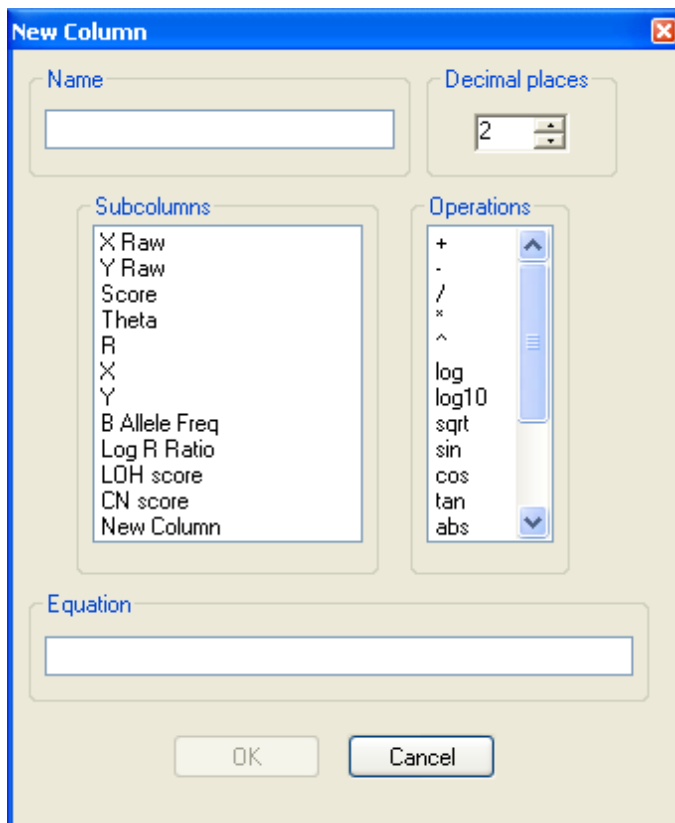 New Column
Name
Decimal places
2
Subcolumns
X Raw
Y Raw
Score
Theta
R
X
Y
B Allele Freq
Log R Ratio
LOH score
CN score
New Column
Operations
+
-
/
*
^
log
log10
sqrt
sin
cos
tan
abs
Equation
OK
Cancel